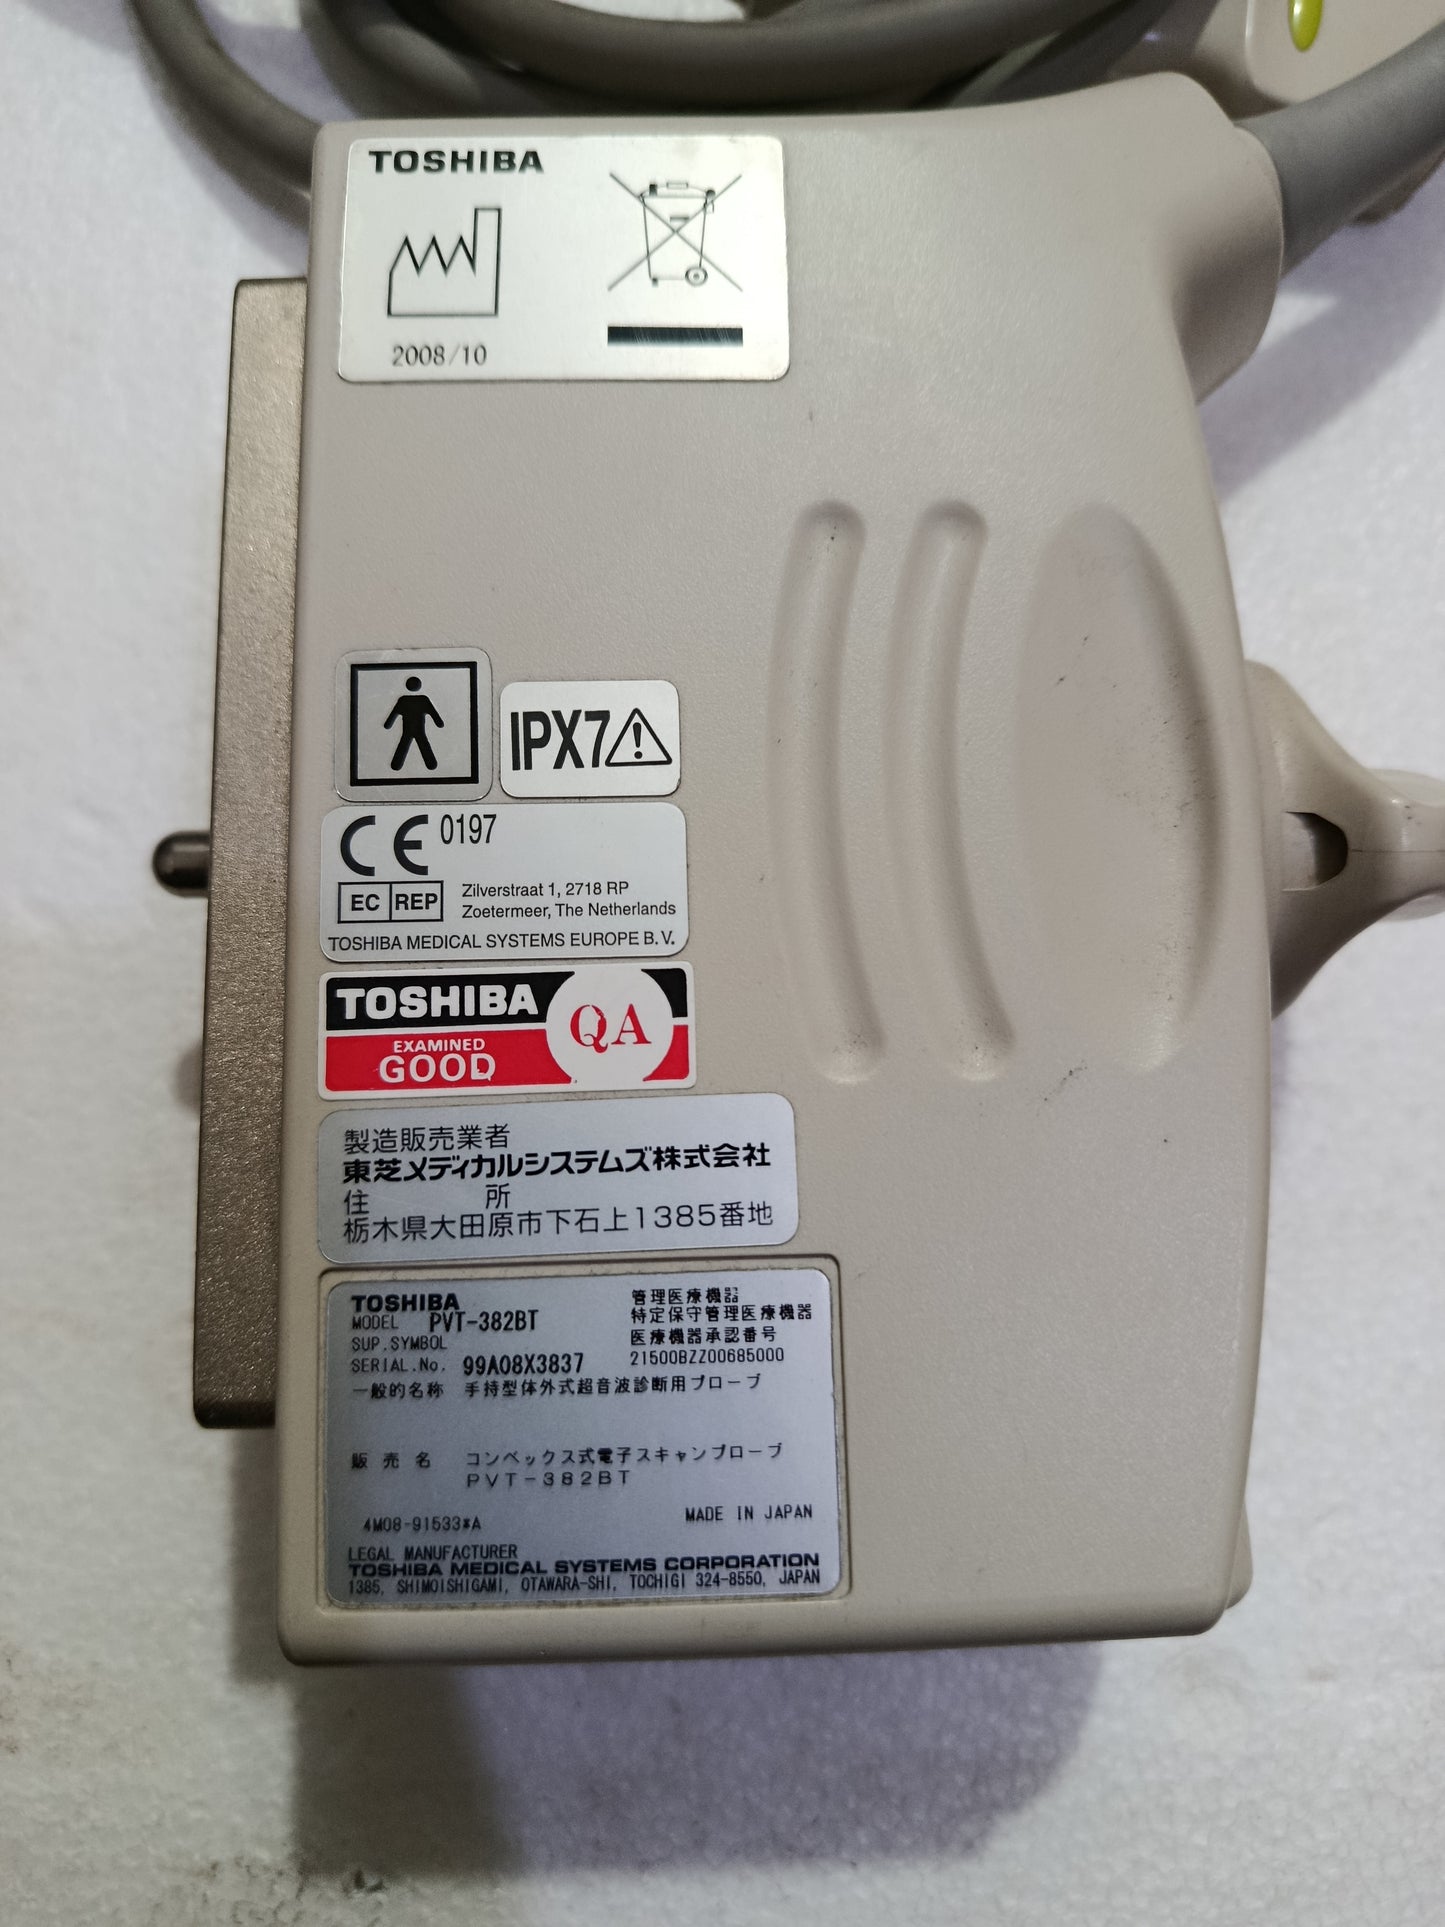 TOSHIBA
2008/10
IPX7
CE 0197
EC REP
Zilverstraat 1, 2718 RP
Zoetermeer, The Netherlands
TOSHIBA MEDICAL SYSTEMS EUROPE B.V.
TOSHIBA
EXAMINED
GOOD
QA
製造販売業者
東芝メディカルシステムズ株式会社
住 所
栃木県大田原市下石上1385番地
TOSHIBA
MODEL PVT-382BT
SUP.SYMBOL
SERIAL.No. 99A08X3837
管理医療機器
特定保守管理医療機器
医療機器承認番号
21500BZZ00685000
一般的名称 手持型体外式超音波診断用プローブ
販売名 コンベックス式電子スキャンプローブ
PVT-382BT
4M08-91533*A
MADE IN JAPAN
LEGAL MANUFACTURER
TOSHIBA MEDICAL SYSTEMS CORPORATION
1385, SHIMOISHIGAMI, OTAWARA-SHI, TOCHIGI 324-8550, JAPAN